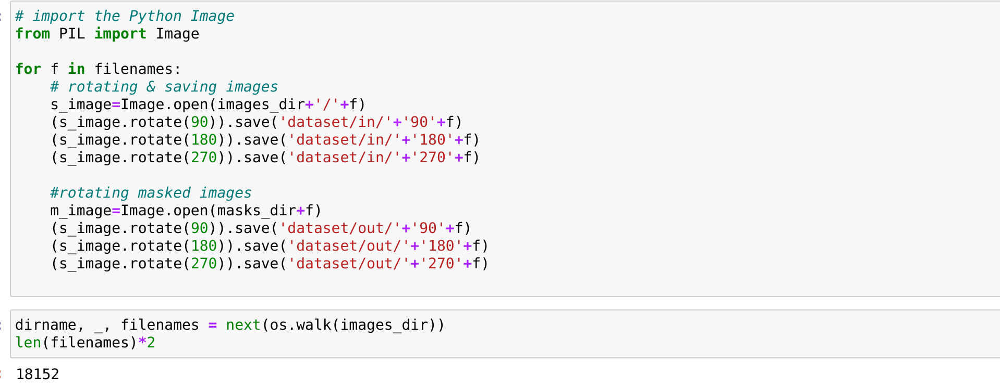 # import the Python Image
from PIL import Image
for f in filenames:
    # rotating & saving images
    s_image=Image.open(images_dir+'/'+f)
    (s_image.rotate(90)).save('dataset/in/'+'90'+f)
    (s_image.rotate(180)).save('dataset/in/'+'180'+f)
    (s_image.rotate(270)).save('dataset/in/'+'270'+f)
    #rotating masked images
    m_image=Image.open(masks_dir+f)
    (s_image.rotate(90)).save('dataset/out/'+'90'+f)
    (s_image.rotate(180)).save('dataset/out/'+'180'+f)
    (s_image.rotate(270)).save('dataset/out/'+'270'+f)
dirname, _, filenames = next(os.walk(images_dir))
len(filenames)*2
18152